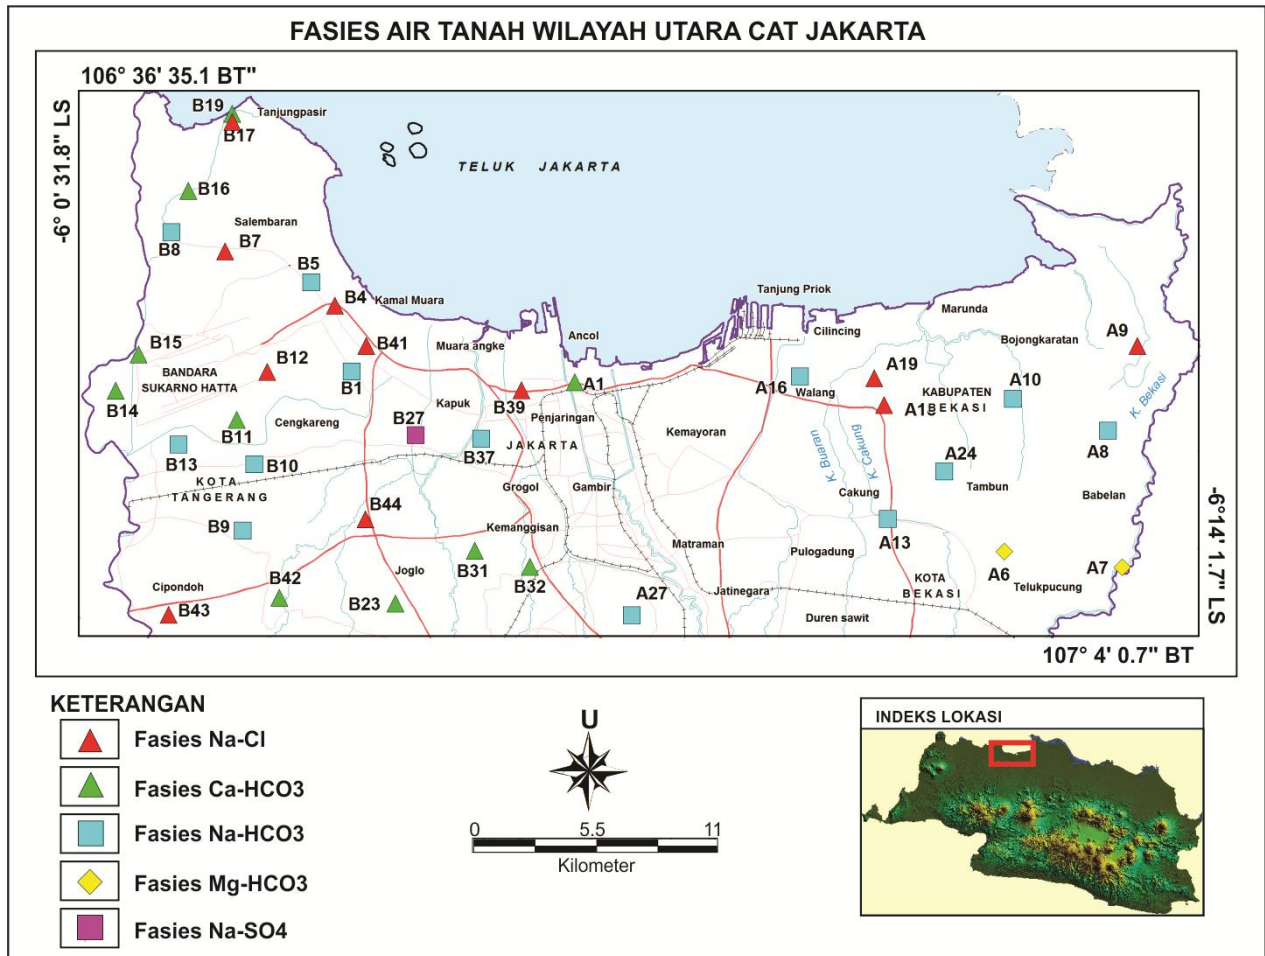 FASIES AIR TANAH WILAYAH UTARA CAT JAKARTA
106° 36' 35.1 BT"
-6° 0' 31.8" LS
B19
Tanjungpasir
B17
TELUK JAKARTA
B16
Salembaran
B8
B7
B5
B4
Kamal Muara
Tanjung Priok
Marunda
Cilincing
Ancol
Bojongkaratan
A9
B15
B41
Muara angke
B12
BANDARA
SUKARNO HATTA
B1
B14
A19
A16
Walang
KABUPATEN
BEKASI
A10
A1
B39
A18
K. Bekasi
Kapuk
B27
Penjaringan
B11
Cengkareng
Kemayoran
JAKARTA
B37
K. Buaran
K. Cakung
A8
B13
B10
A24
KOTA
TANGERANG
Tambun
Grogol
Gambir
Cakung
Babelan
B44
B9
Kemanggisan
A13
Matraman
Pulogadung
B31
A6
A7
Cipondoh
B42
Joglo
B32
KOTA
BEKASI
Telukpucung
B23
A27
Jatinegara
B43
Duren sawit
-6°14' 1.7" LS
107° 4' 0.7" BT
KETERANGAN
Fasies Na-Cl
Fasies Ca-HCO3
Fasies Na-HCO3
Fasies Mg-HCO3
Fasies Na-SO4
U
0 5.5 11
Kilometer
INDEKS LOKASI